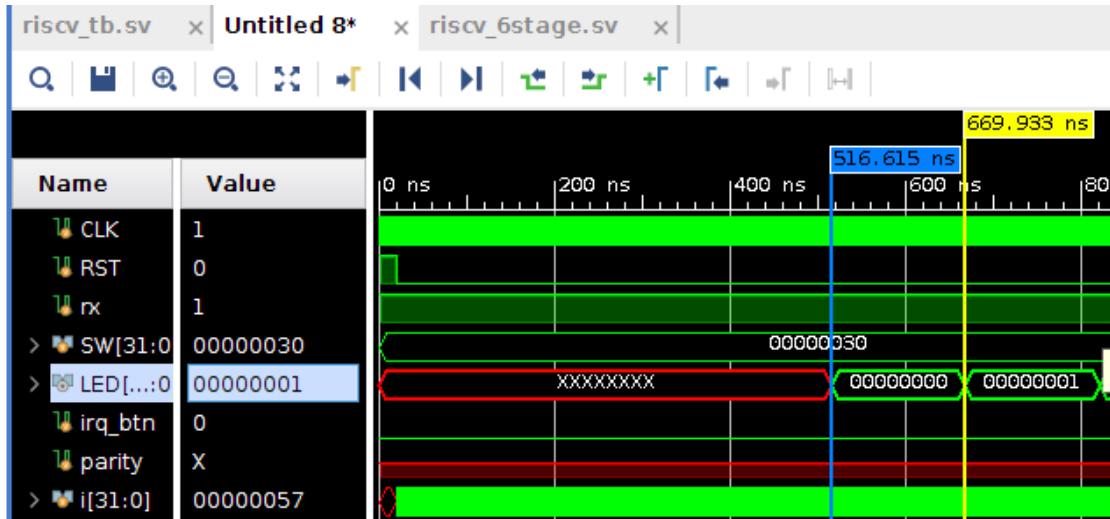 riscv_tb.sv × Untitled 8* × riscv_6stage.sv ×
669.933 ns
516.615 ns
Name Value
0 ns 200 ns 400 ns 600 ns 80
CLK 1
RST 0
rx 1
SW[31:0 00000030 00000030
LED[...:0 00000001 XXXXXXXX 00000000 00000001
irq_btn 0
parity X
i[31:0] 00000057